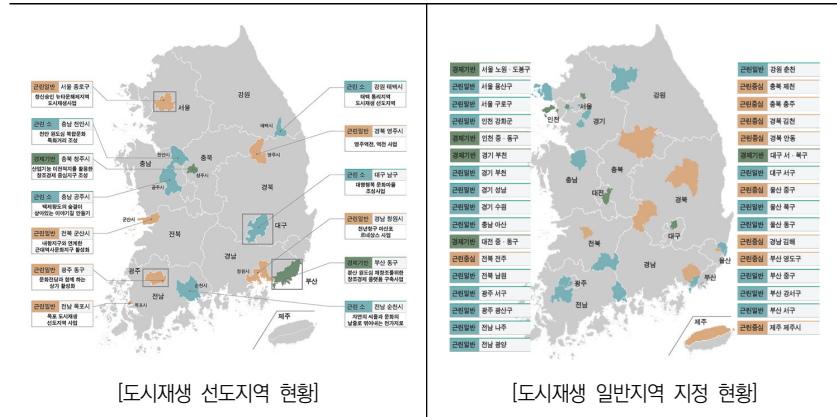 근린일반 서울 종로구
창신숭인 뉴타운해제지역
도시재생사업
근린 소 충남 천안시
천안 원도심 복합문화
특화거리 조성
경제기반 충북 청주시
산업기능 이전적지를 활용한
창조경제 중심지구 조성
근린 소 충남 공주시
백제왕도의 숨결이
살아있는 이야기길 만들기
근린일반 전북 군산시
내항지구와 연계한
근대역사문화지구 활성화
근린일반 광주 동구
문화전당과 함께 하는
상가 활성화
근린일반 전남 목포시
목포 도시재생
선도지역 사업
서울
강원
태백시
천안시
충북
영주시
충남
청주시
공주시
경북
군산시
전북
대구
경남
창원시
부산
광주
전남
순천시
목포시
제주
근린 소 강원 태백시
태백 통리지역
도시재생 선도지역
근린일반 경북 영주시
영주역전, 역전 사업
근린 소 대구 남구
대명행복 문화마을
조성사업
근린일반 경남 창원시
천년항구 마산포
르네상스 사업
경제기반 부산 동구
창조경제 플랫폼 구축사업
근린 소 전남 순천시
자연의 씨줄과 문화의
날줄로 엮어내는 천가지로
[도시재생 선도지역 현황]
경제기반 서울 노원 · 도봉구
근린일반 서울 용산구
근린일반 서울 구로구
근린일반 인천 강화군
경제기반 인천 중 · 동구
경제기반 경기 부천
근린일반 경기 부천
근린일반 경기 성남
근린일반 경기 수원
근린일반 충남 아산
경제기반 대전 중 · 동구
근린중심 전북 전주
근린일반 전북 남원
근린일반 광주 서구
근린일반 광주 광산구
근린일반 전남 나주
근린일반 전남 광양
서울
인천
경기
강원
충북
충남
대전
경북
대구
전북
경남
울산
부산
광주
전남
제주
근린일반 강원 춘천
근린중심 충북 제천
근린중심 충북 충주
근린중심 경북 김천
근린중심 경북 안동
경제기반 대구 서 · 북구
근린일반 대구 서구
근린일반 울산 중구
근린일반 울산 북구
근린일반 울산 동구
근린중심 경남 김해
근린중심 부산 영도구
근린일반 부산 중구
근린일반 부산 강서구
근린일반 부산 서구
근린중심 제주 제주시
[도시재생 일반지역 지정 현황]